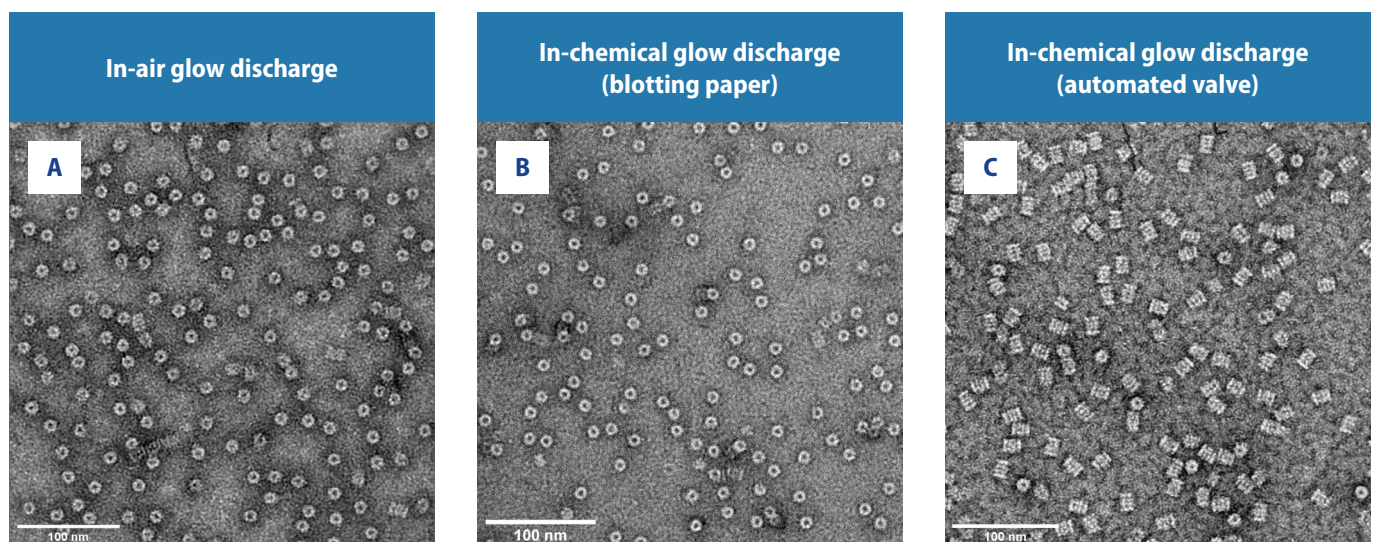 In-air glow discharge
In-chemical glow discharge
(blotting paper)
In-chemical glow discharge
(automated valve)
A
B
C
100 nm
100 nm
100 nm